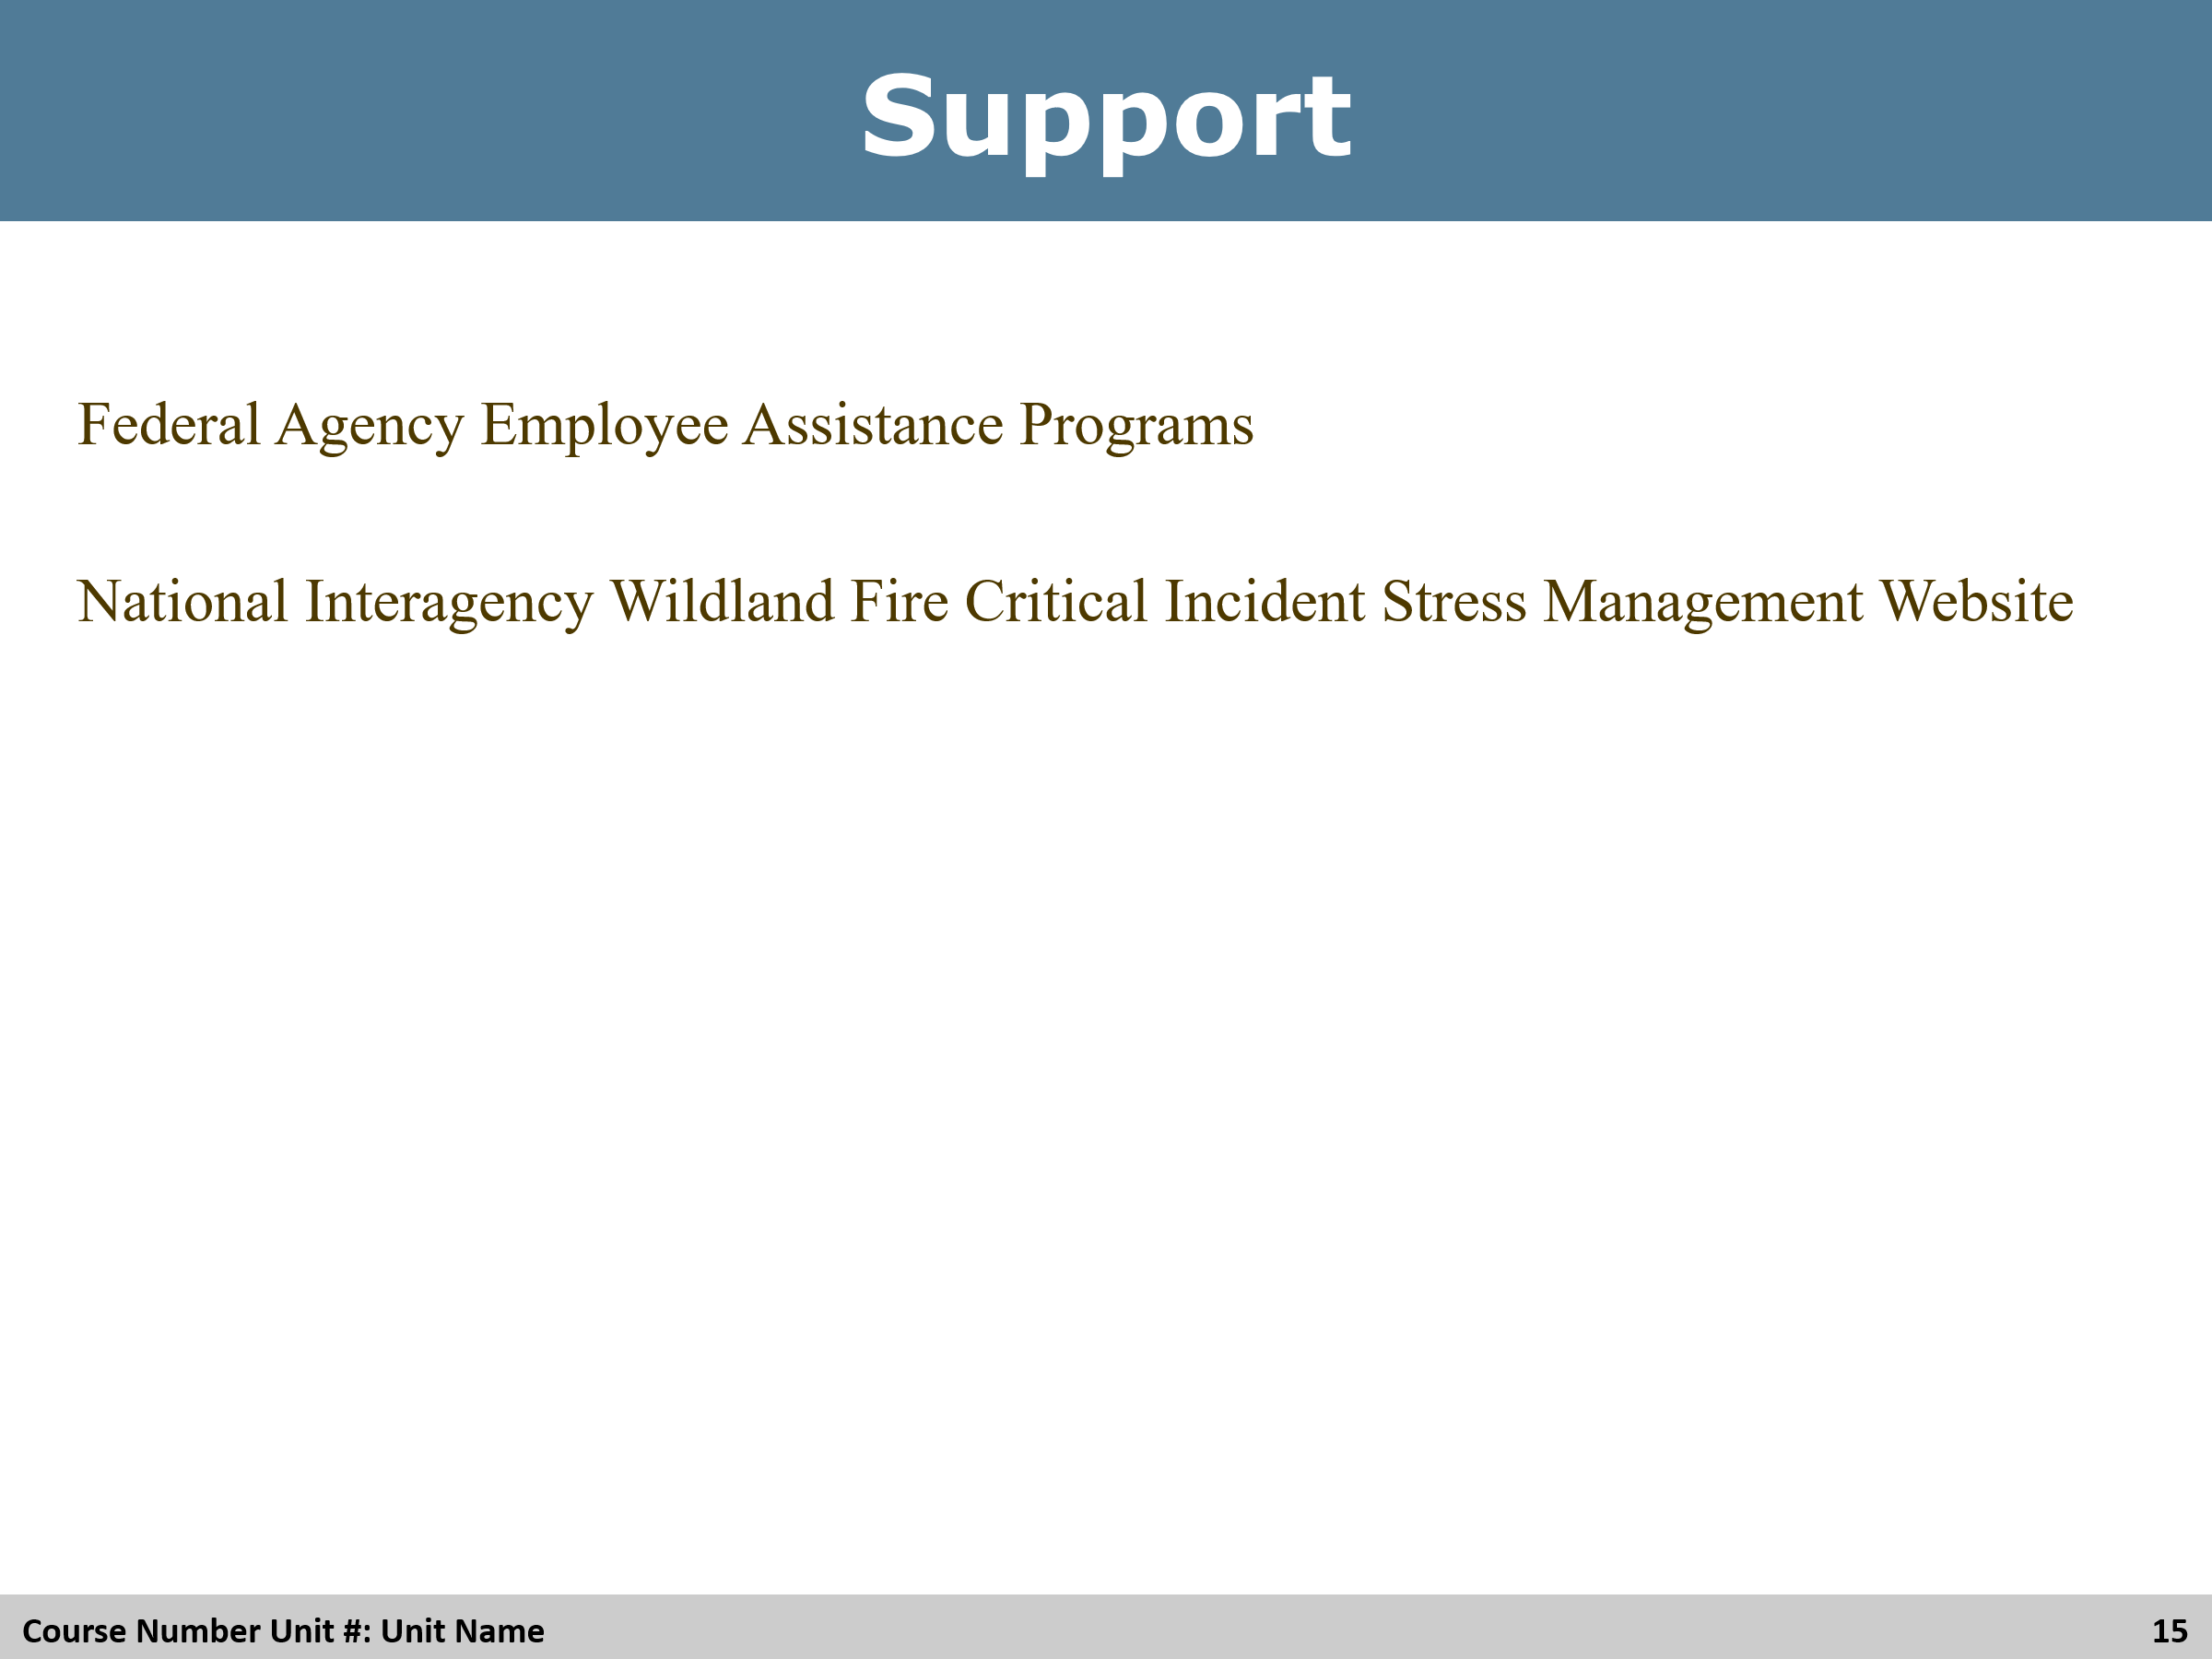 Support
Federal Agency Employee Assistance Programs
National Interagency Wildland Fire Critical Incident Stress Management Website
Course Number Unit #: Unit Name
15